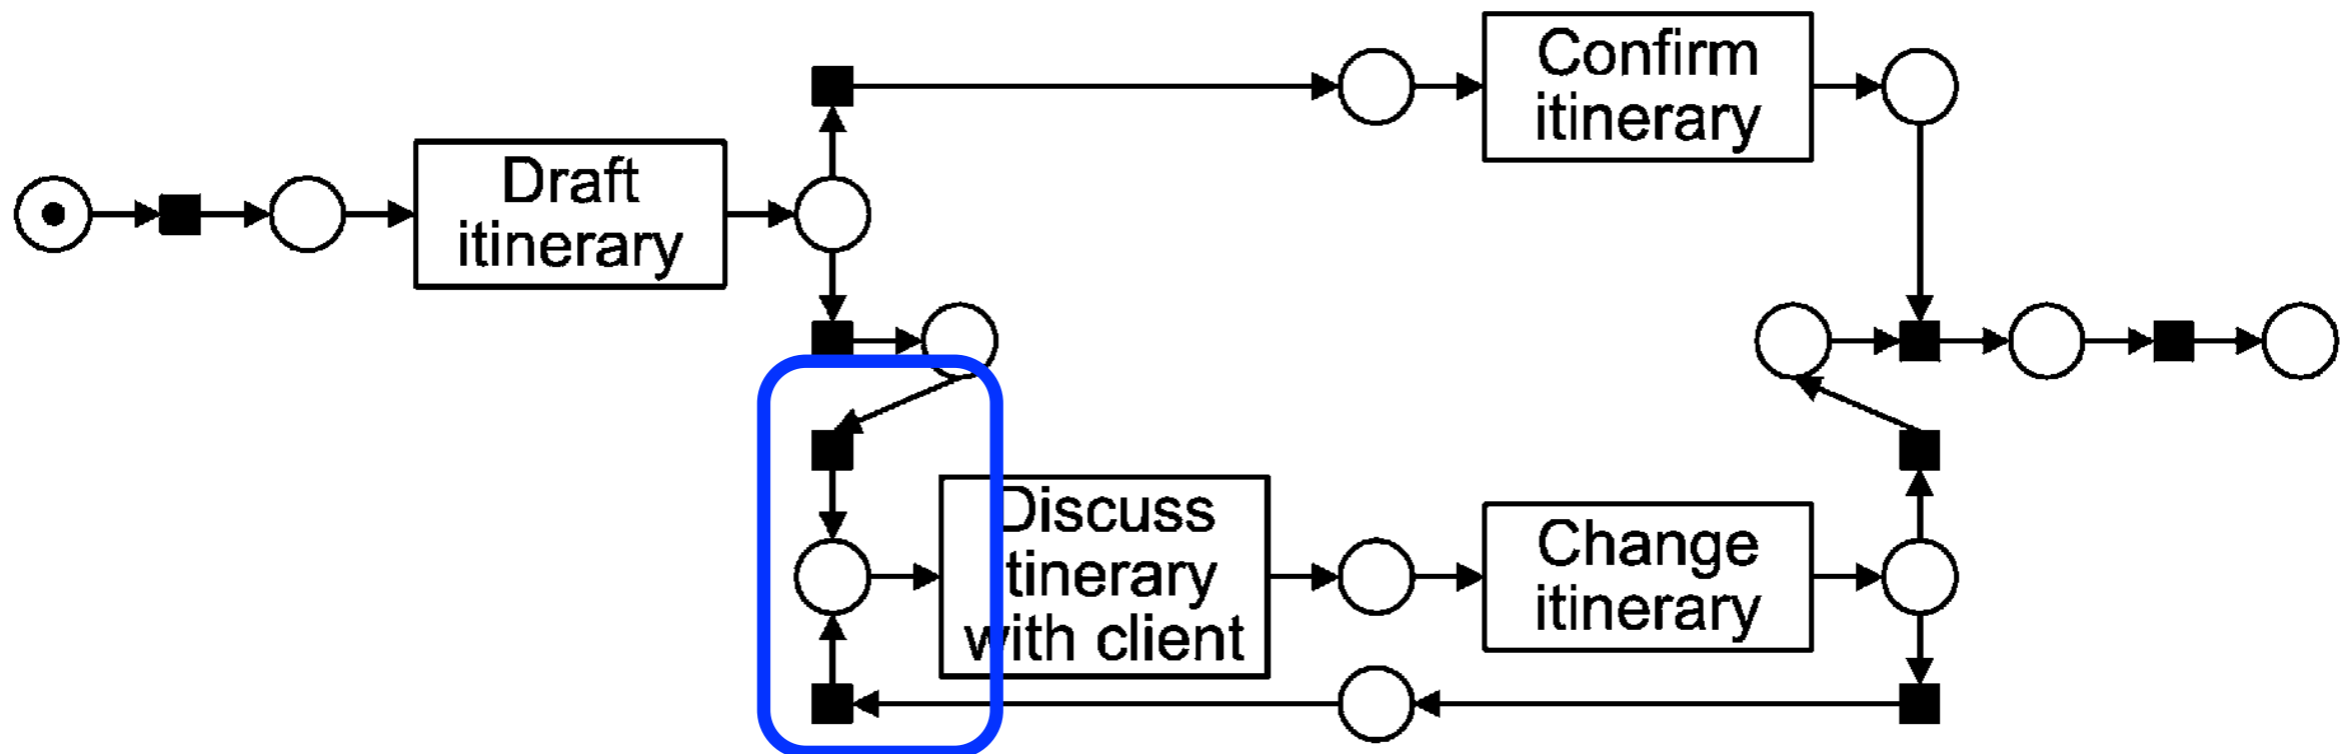 Confirm
itinerary
Draft
itinerary
Discuss
tinerary
with client
Change
itinerary